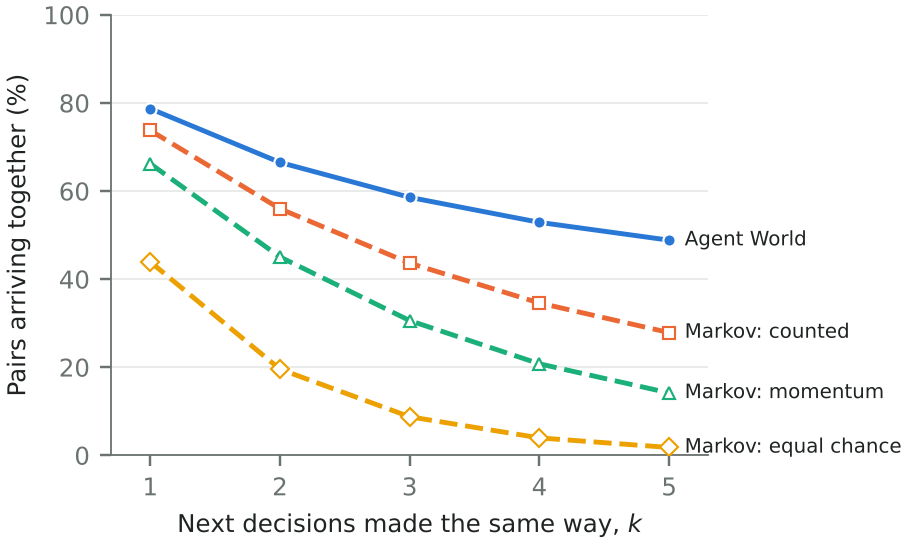 Pairs arriving together (%)
100
80
60
40
20
0
Agent World
Markov: counted
Markov: momentum
Markov: equal chance
1 2 3 4 5
Next decisions made the same way, k